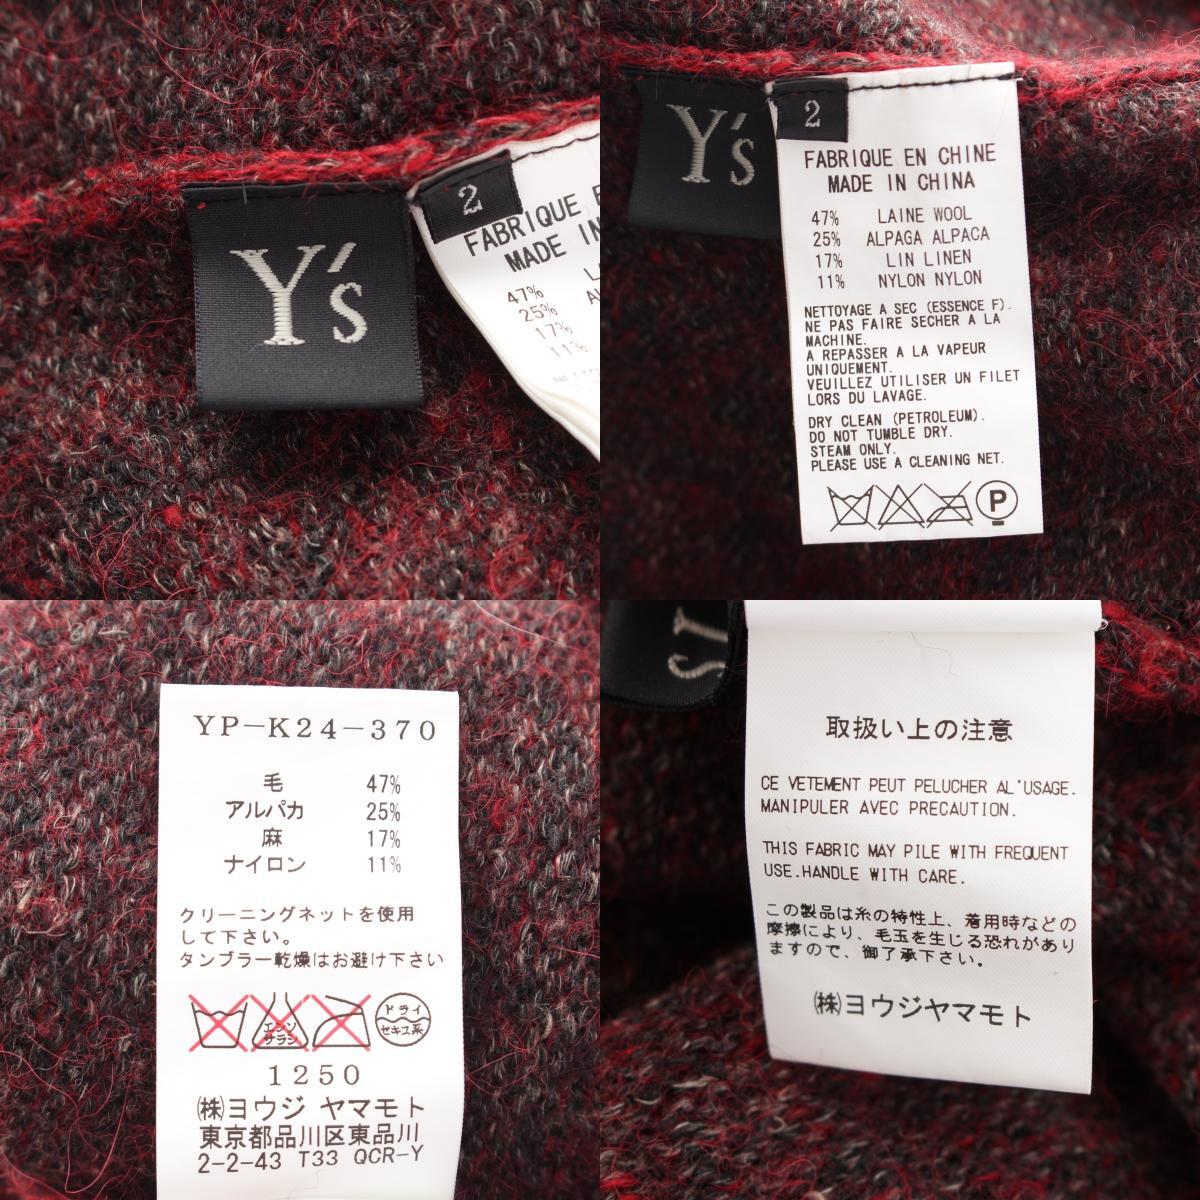 Y's
2
FABRIQUE E
MADE IN
47%
25%
17%
11%
Y's
2
FABRIQUE EN CHINE
MADE IN CHINA
47% LAINE WOOL
25% ALPAGA ALPACA
17% LIN LINEN
11% NYLON NYLON
NETTOYAGE A SEC (ESSENCE F).
NE PAS FAIRE SECHER A LA
MACHINE.
A REPASSER A LA VAPEUR
UNIQUEMENT.
VEUILLEZ UTILISER UN FILET
LORS DU LAVAGE.
DRY CLEAN (PETROLEUM).
DO NOT TUMBLE DRY.
STEAM ONLY.
PLEASE USE A CLEANING NET.
P
YP-K24-370
毛 47%
アルパカ 25%
麻 17%
ナイロン 11%
クリーニングネットを使用
して下さい。
タンブラー乾燥はお避け下さい
エンソ
サラシ
ドライ
セキユ系
1250
㈱ヨウジ ヤマモト
東京都品川区東品川
2-2-43 T33 QCR-Y
取扱い上の注意
CE VETEMENT PEUT PELUCHER AL'USAGE.
MANIPULER AVEC PRECAUTION.
THIS FABRIC MAY PILE WITH FREQUENT
USE.HANDLE WITH CARE.
この製品は糸の特性上、着用時などの
摩擦により、毛玉を生じる恐れがあり
ますので、御了承下さい。
㈱ヨウジヤマモト